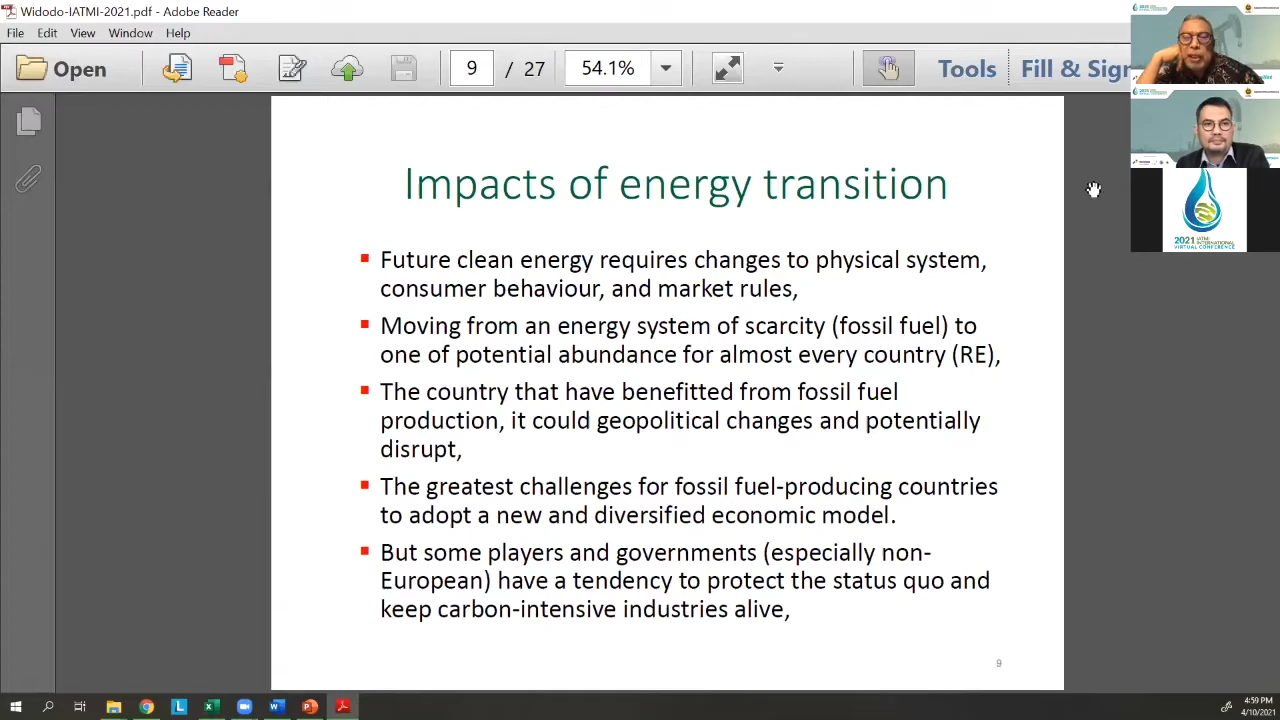 Widodo-IATMI-2021.pdf - Adobe Reader
File Edit View Window Help
Open 9 / 27 54.1% Tools Fill & Sign
Impacts of energy transition
Future clean energy requires changes to physical system,
consumer behaviour, and market rules,
Moving from an energy system of scarcity (fossil fuel) to
one of potential abundance for almost every country (RE),
The country that have benefitted from fossil fuel
production, it could geopolitical changes and potentially
disrupt,
The greatest challenges for fossil fuel-producing countries
to adopt a new and diversified economic model.
But some players and governments (especially non-
European) have a tendency to protect the status quo and
keep carbon-intensive industries alive,
9
2021 IATMI
INTERNATIONAL
VIRTUAL CONFERENCE
4:59 PM
4/10/2021